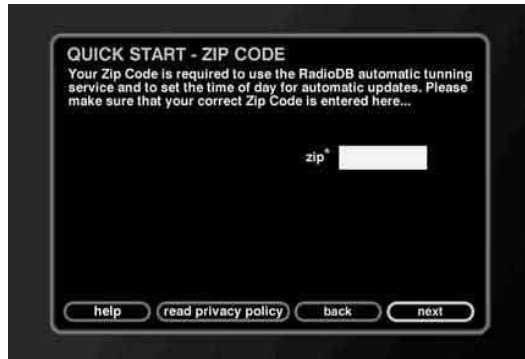 QUICK START - ZIP CODE
Your Zip Code is required to use the RadioDB automatic tunning
service and to set the time of day for automatic updates. Please
make sure that your correct Zip Code is entered here...
zip*
help read privacy policy back next